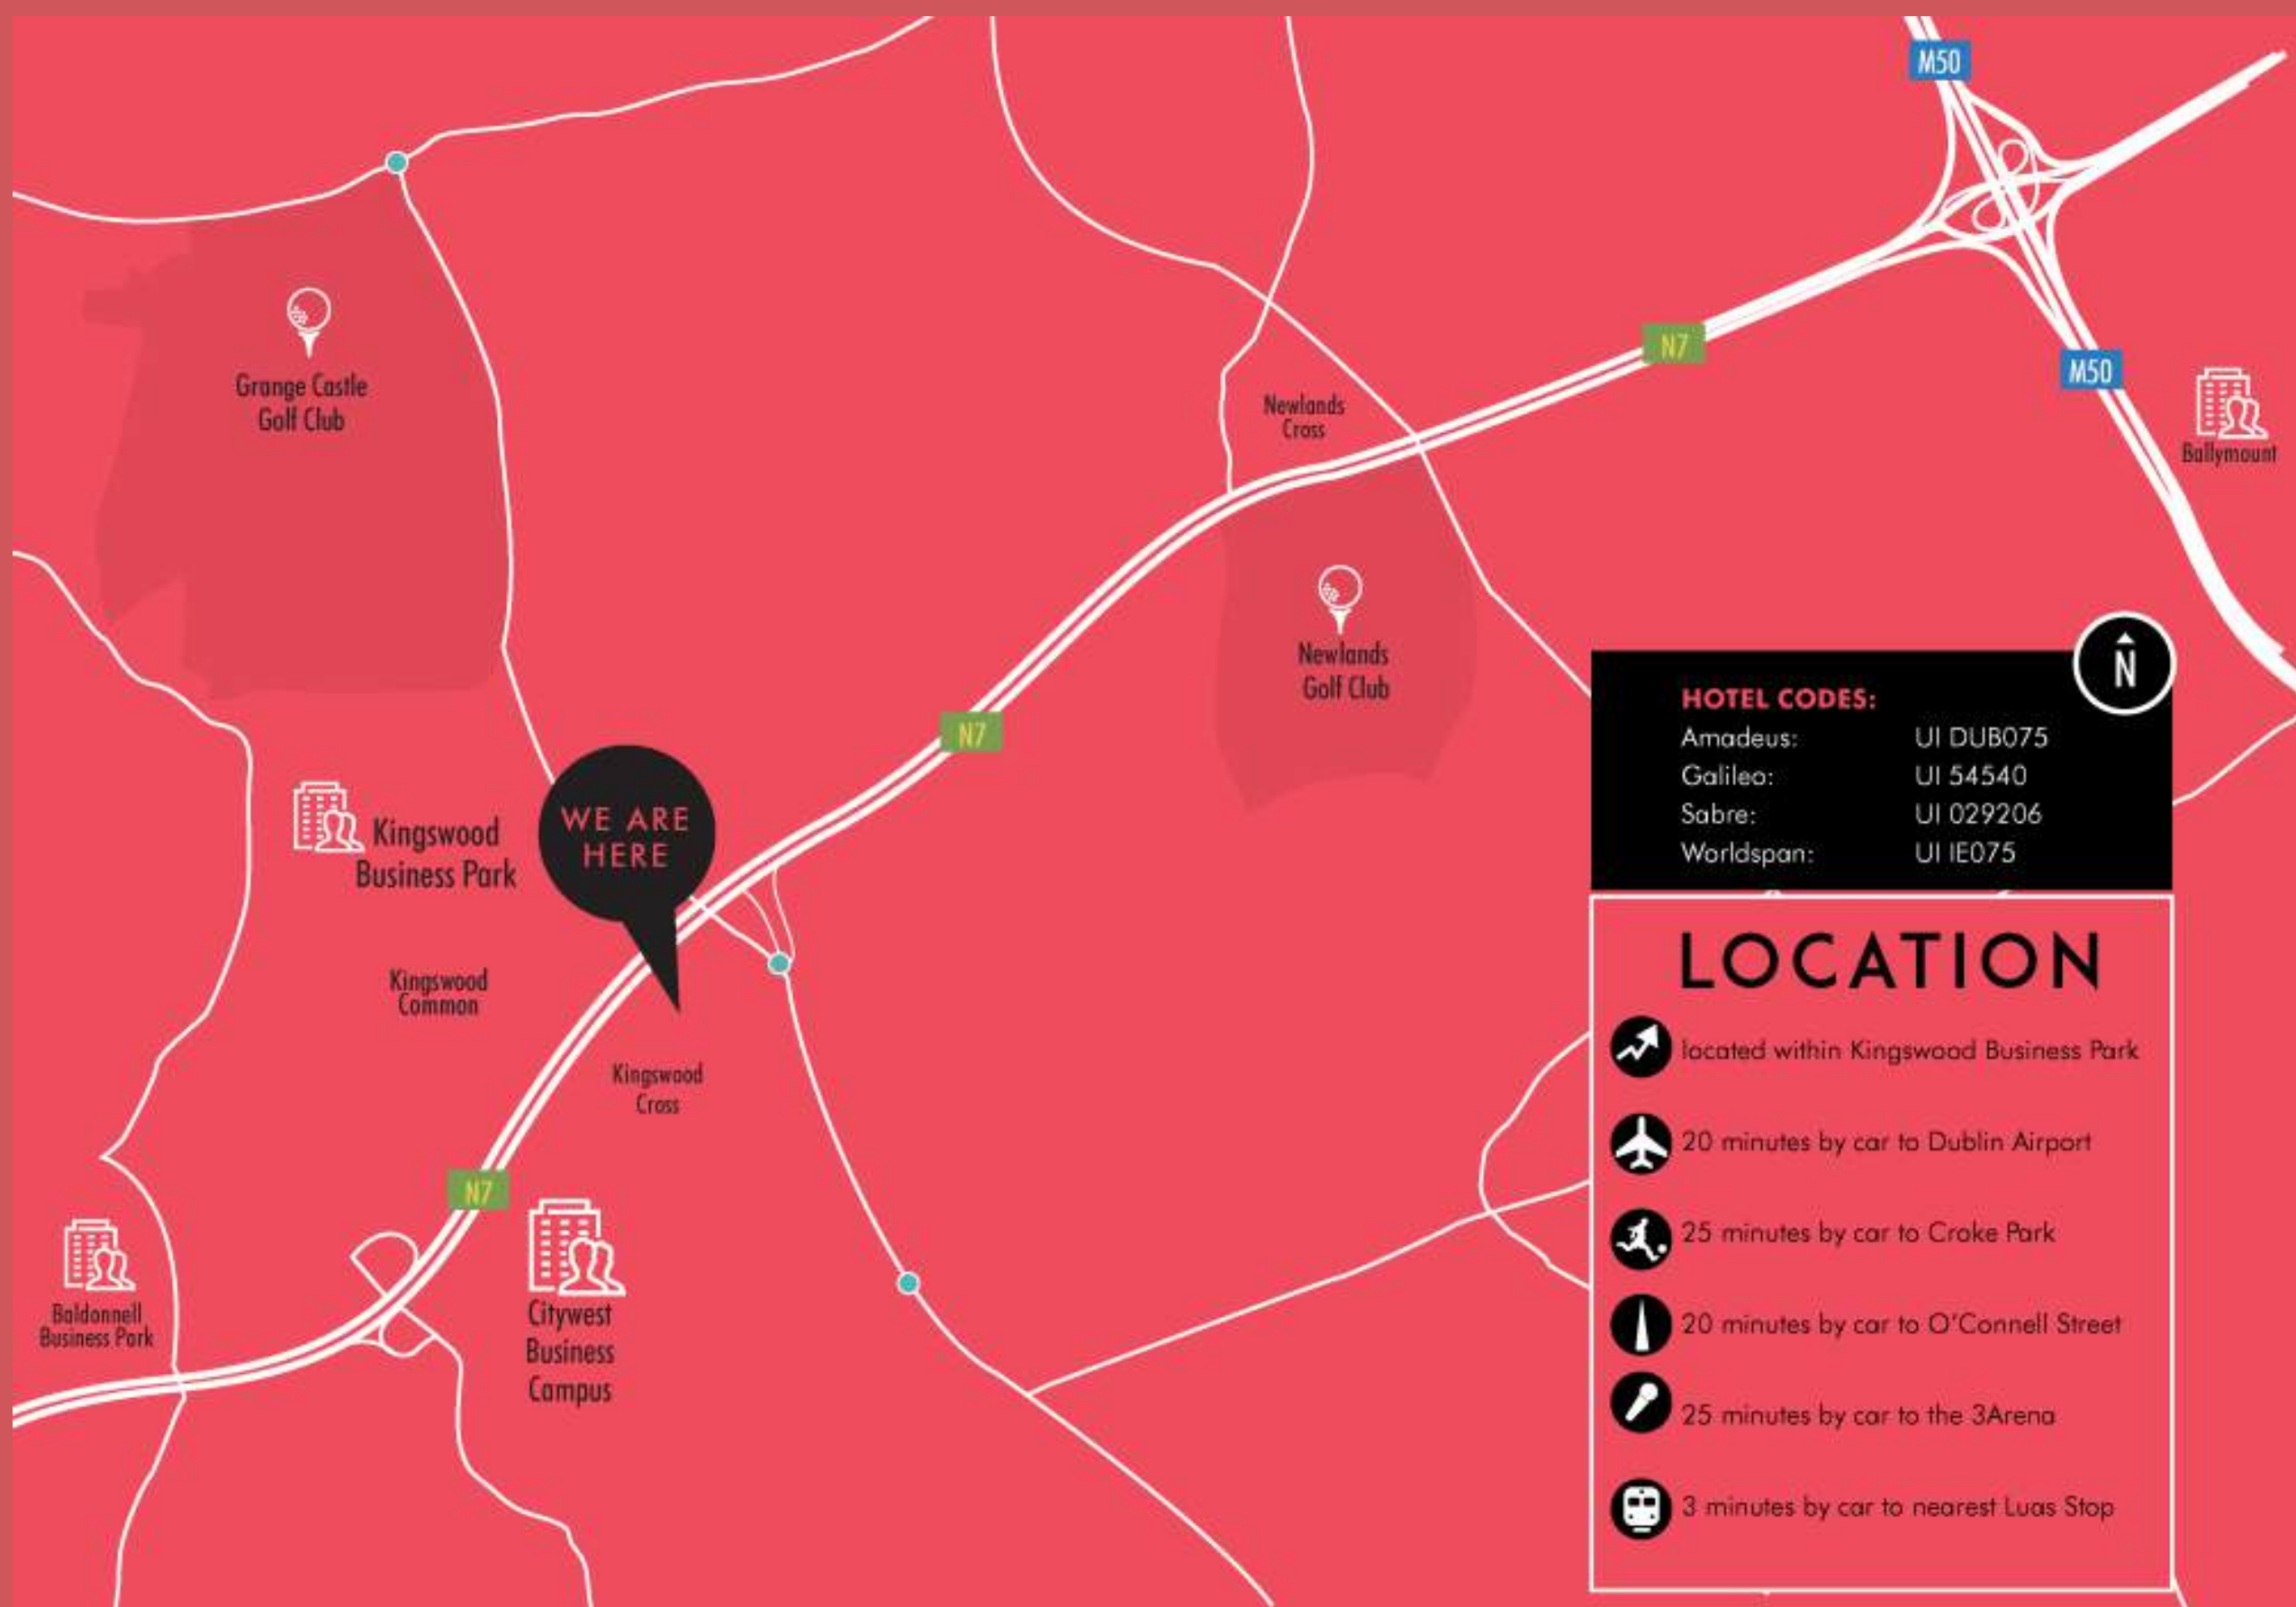 M50
N7
M50
Grange Castle
Golf Club
Newlands
Cross
Ballymount
Newlands
Golf Club
N
HOTEL CODES:
Amadeus: UI DUB075
Galileo: UI 54540
Sabre: UI 029206
Worldspan: UI IE075
N7
WE ARE
HERE
Kingswood
Business Park
Kingswood
Common
Kingswood
Cross
N7
Baldonnell
Business Park
Citywest
Business
Campus
LOCATION
located within Kingswood Business Park
20 minutes by car to Dublin Airport
25 minutes by car to Croke Park
20 minutes by car to O'Connell Street
25 minutes by car to the 3Arena
3 minutes by car to nearest Luas Stop